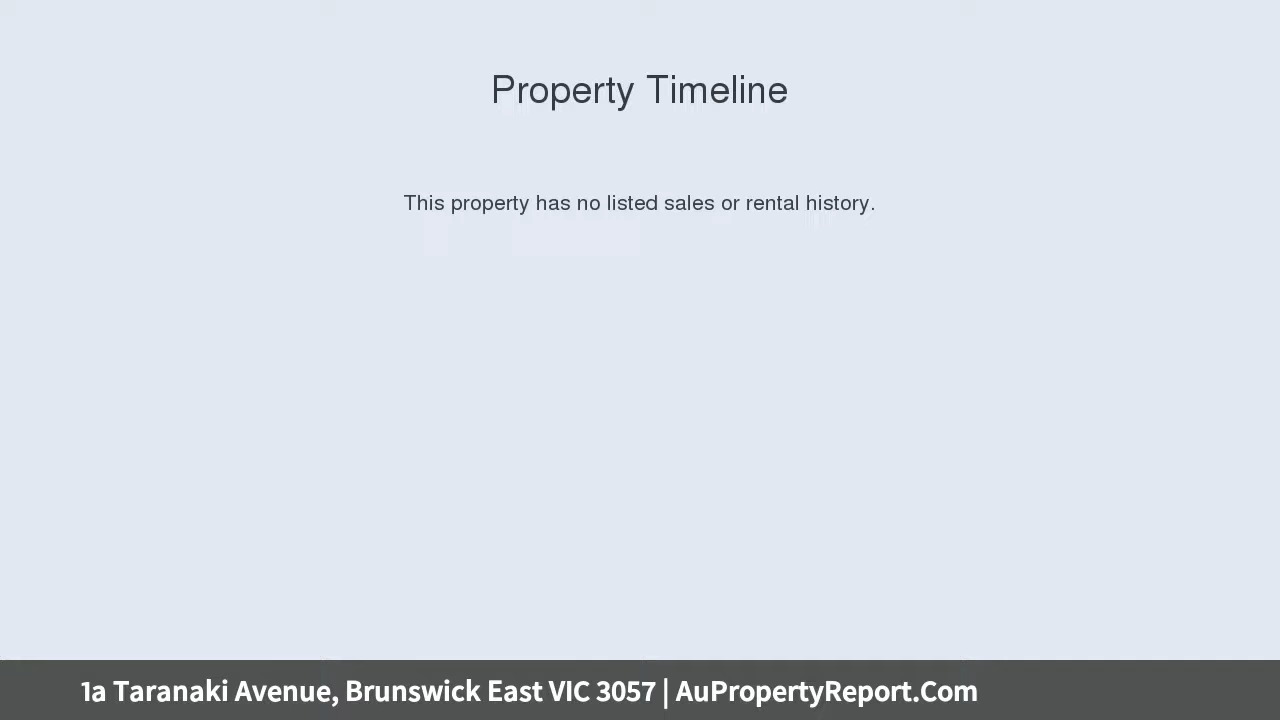 Property Timeline
This property has no listed sales or rental history.
1a Taranaki Avenue, Brunswick East VIC 3057 | AuPropertyReport.Com